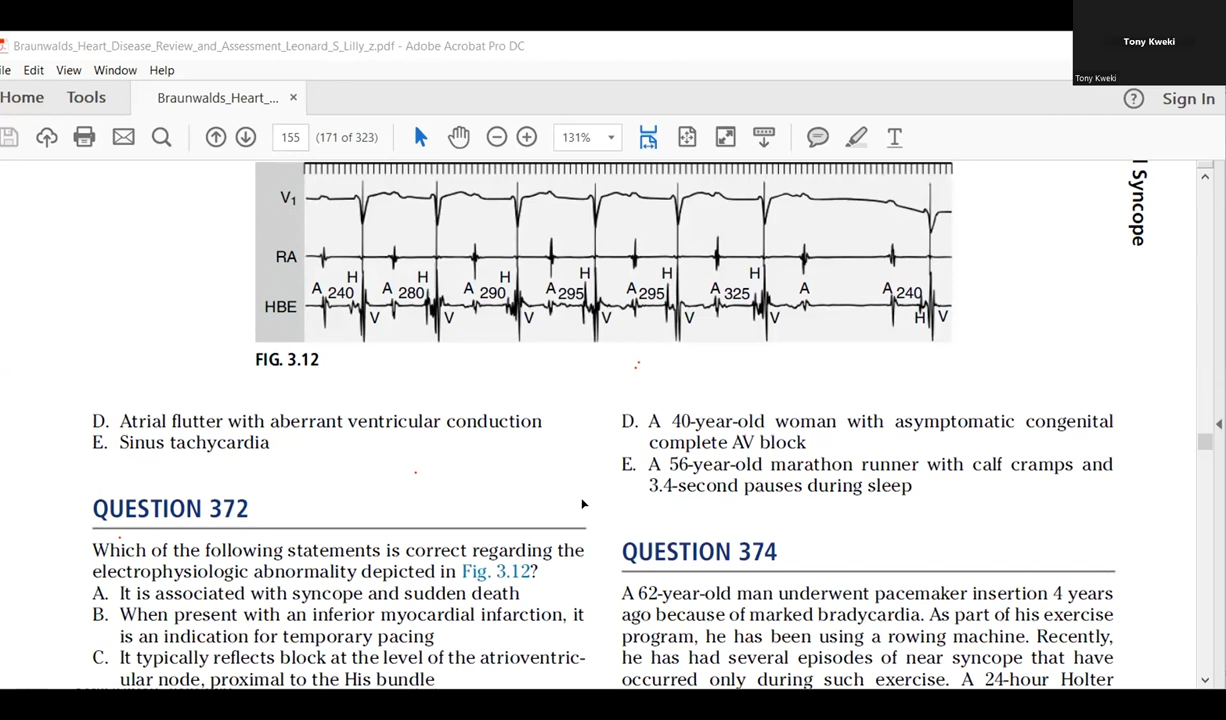 Tony Kweki
Tony Kweki
Braunwalds_Heart_Disease_Review_and_Assessment_Leonard_S_Lilly_z.pdf - Adobe Acrobat Pro DC
ile Edit View Window Help
Home Tools Braunwalds_Heart_... × ? Sign In
155 (171 of 323) 131%
l Syncope
V1
RA
HBE
A 240 H V A 280 H V A 290 H V A 295 H V A 295 H V A 325 H V A A 240 H V
FIG. 3.12
D. Atrial flutter with aberrant ventricular conduction
E. Sinus tachycardia
QUESTION 372
Which of the following statements is correct regarding the
electrophysiologic abnormality depicted in Fig. 3.12?
A. It is associated with syncope and sudden death
B. When present with an inferior myocardial infarction, it
is an indication for temporary pacing
C. It typically reflects block at the level of the atrioventric-
ular node, proximal to the His bundle
D. A 40-year-old woman with asymptomatic congenital
complete AV block
E. A 56-year-old marathon runner with calf cramps and
3.4-second pauses during sleep
QUESTION 374
A 62-year-old man underwent pacemaker insertion 4 years
ago because of marked bradycardia. As part of his exercise
program, he has been using a rowing machine. Recently,
he has had several episodes of near syncope that have
occurred only during such exercise. A 24-hour Holter